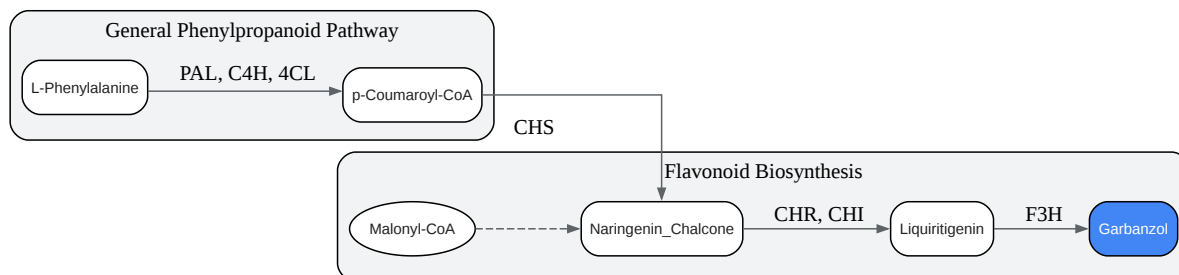 General Phenylpropanoid Pathway
L-Phenylalanine
PAL, C4H, 4CL
p-Coumaroyl-CoA
CHS
Flavonoid Biosynthesis
Malonyl-CoA
Naringenin_Chalcone
CHR, CHI
Liquiritigenin
F3H
Garbanzol